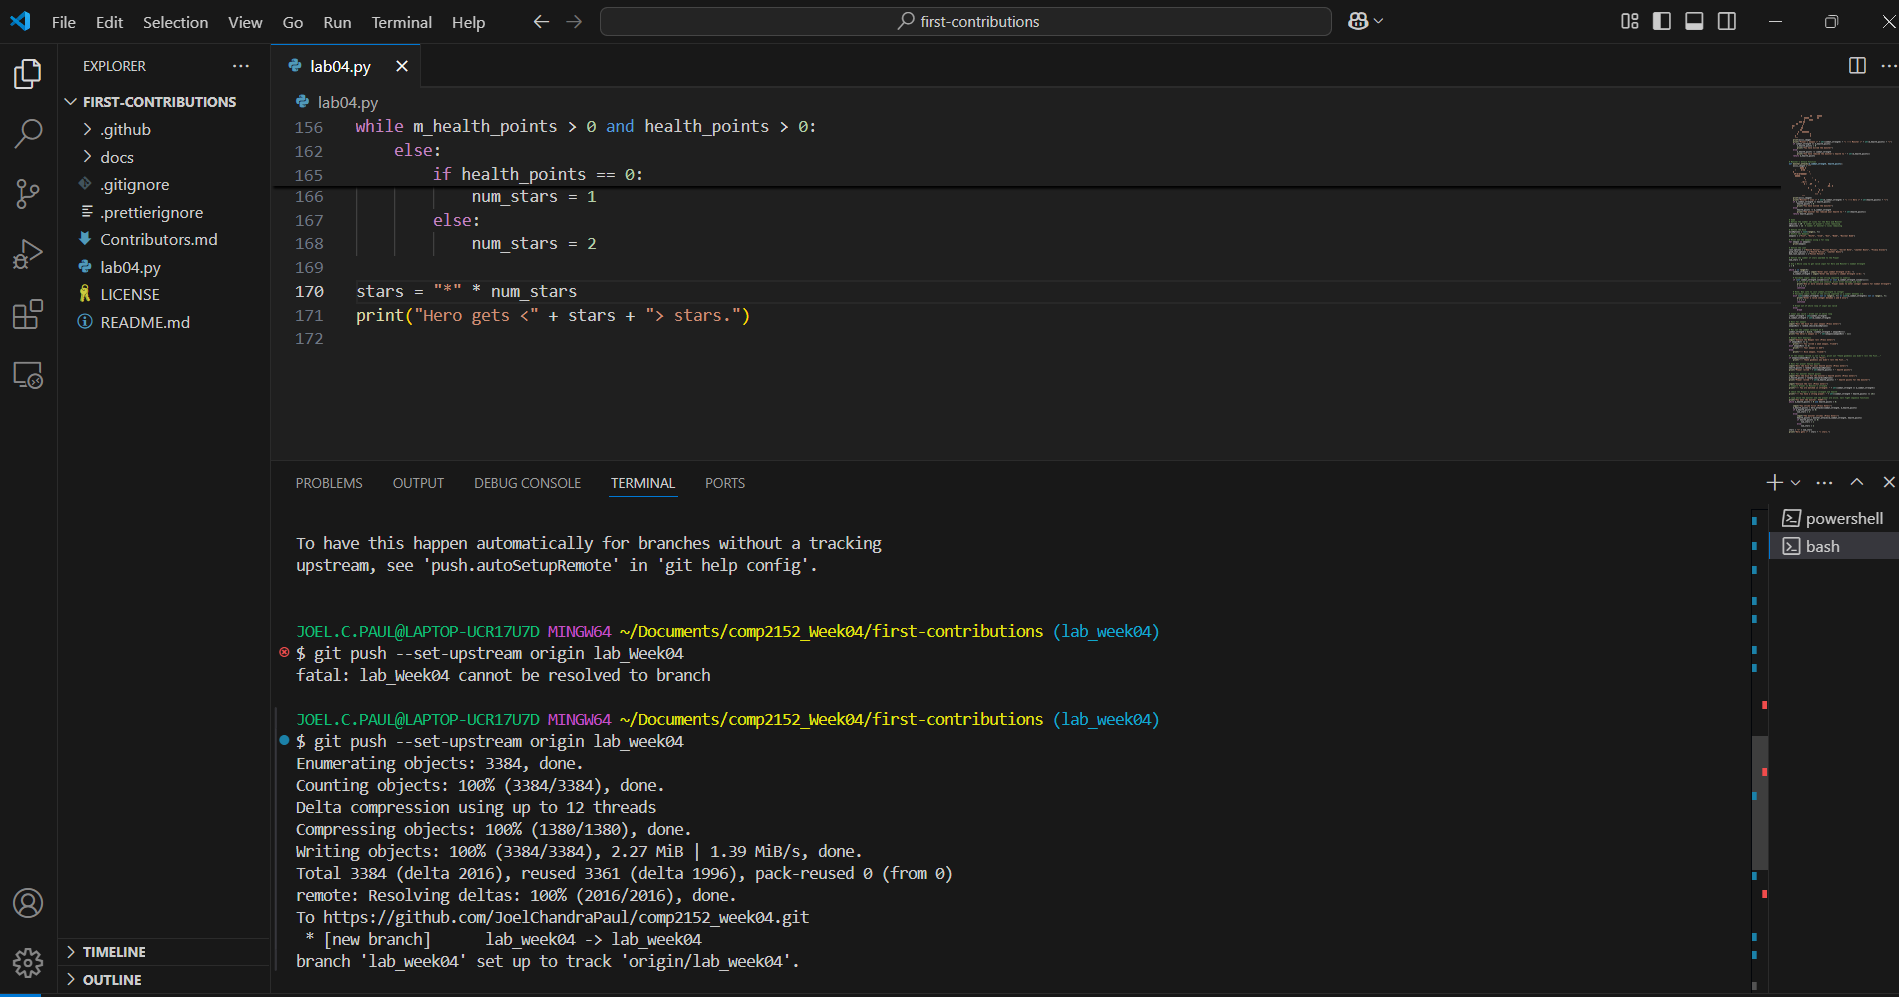 File Edit Selection View Go Run Terminal Help
first-contributions
EXPLORER
FIRST-CONTRIBUTIONS
.github
docs
.gitignore
.prettierignore
Contributors.md
lab04.py
LICENSE
README.md
TIMELINE
OUTLINE
lab04.py
lab04.py
156 while m_health_points > 0 and health_points > 0:
162 else:
165 if health_points == 0:
166 num_stars = 1
167 else:
168 num_stars = 2
169
170 stars = "*" * num_stars
171 print("Hero gets <" + stars + "> stars.")
172
PROBLEMS OUTPUT DEBUG CONSOLE TERMINAL PORTS
powershell
bash
To have this happen automatically for branches without a tracking
upstream, see 'push.autoSetupRemote' in 'git help config'.
JOEL.C.PAUL@LAPTOP-UCR17U7D MINGW64 ~/Documents/comp2152_Week04/first-contributions (lab_week04)
$ git push --set-upstream origin lab_Week04
fatal: lab_Week04 cannot be resolved to branch
JOEL.C.PAUL@LAPTOP-UCR17U7D MINGW64 ~/Documents/comp2152_Week04/first-contributions (lab_week04)
$ git push --set-upstream origin lab_week04
Enumerating objects: 3384, done.
Counting objects: 100% (3384/3384), done.
Delta compression using up to 12 threads
Compressing objects: 100% (1380/1380), done.
Writing objects: 100% (3384/3384), 2.27 MiB | 1.39 MiB/s, done.
Total 3384 (delta 2016), reused 3361 (delta 1996), pack-reused 0 (from 0)
remote: Resolving deltas: 100% (2016/2016), done.
To https://github.com/JoelChandraPaul/comp2152_week04.git
* [new branch] lab_week04 -> lab_week04
branch 'lab_week04' set up to track 'origin/lab_week04'.